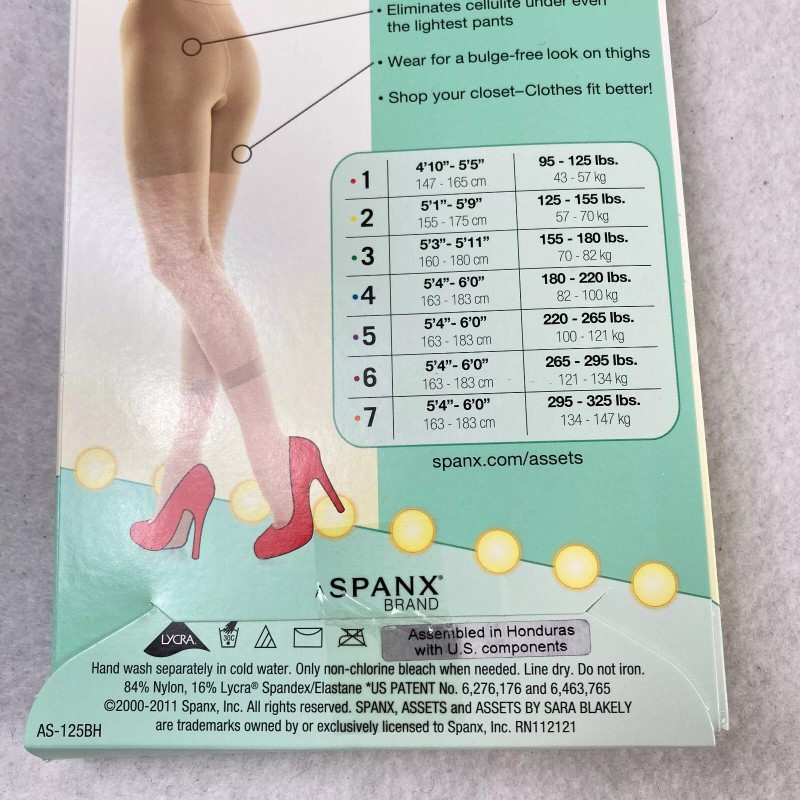 • Eliminates cellulite under even
the lightest pants
• Wear for a bulge-free look on thighs
• Shop your closet–Clothes fit better!
•1 4'10"- 5'5" 95 - 125 lbs.
147 - 165 cm 43 - 57 kg
•2 5'1"- 5'9" 125 - 155 lbs.
155 - 175 cm 57 - 70 kg
•3 5'3"- 5'11" 155 - 180 lbs.
160 - 180 cm 70 - 82 kg
•4 5'4"- 6'0" 180 - 220 lbs.
163 - 183 cm 82 - 100 kg
•5 5'4"- 6'0" 220 - 265 lbs.
163 - 183 cm 100 - 121 kg
•6 5'4"- 6'0" 265 - 295 lbs.
163 - 183 cm 121 - 134 kg
•7 5'4"- 6'0" 295 - 325 lbs.
163 - 183 cm 134 - 147 kg
spanx.com/assets
SPANX®
BRAND
LYCRA. 30C Assembled in Honduras
with U.S. components
Hand wash separately in cold water. Only non-chlorine bleach when needed. Line dry. Do not iron.
84% Nylon, 16% Lycra® Spandex/Elastane *US PATENT No. 6,276,176 and 6,463,765
©2000-2011 Spanx, Inc. All rights reserved. SPANX, ASSETS and ASSETS BY SARA BLAKELY
AS-125BH are trademarks owned by or exclusively licensed to Spanx, Inc. RN112121